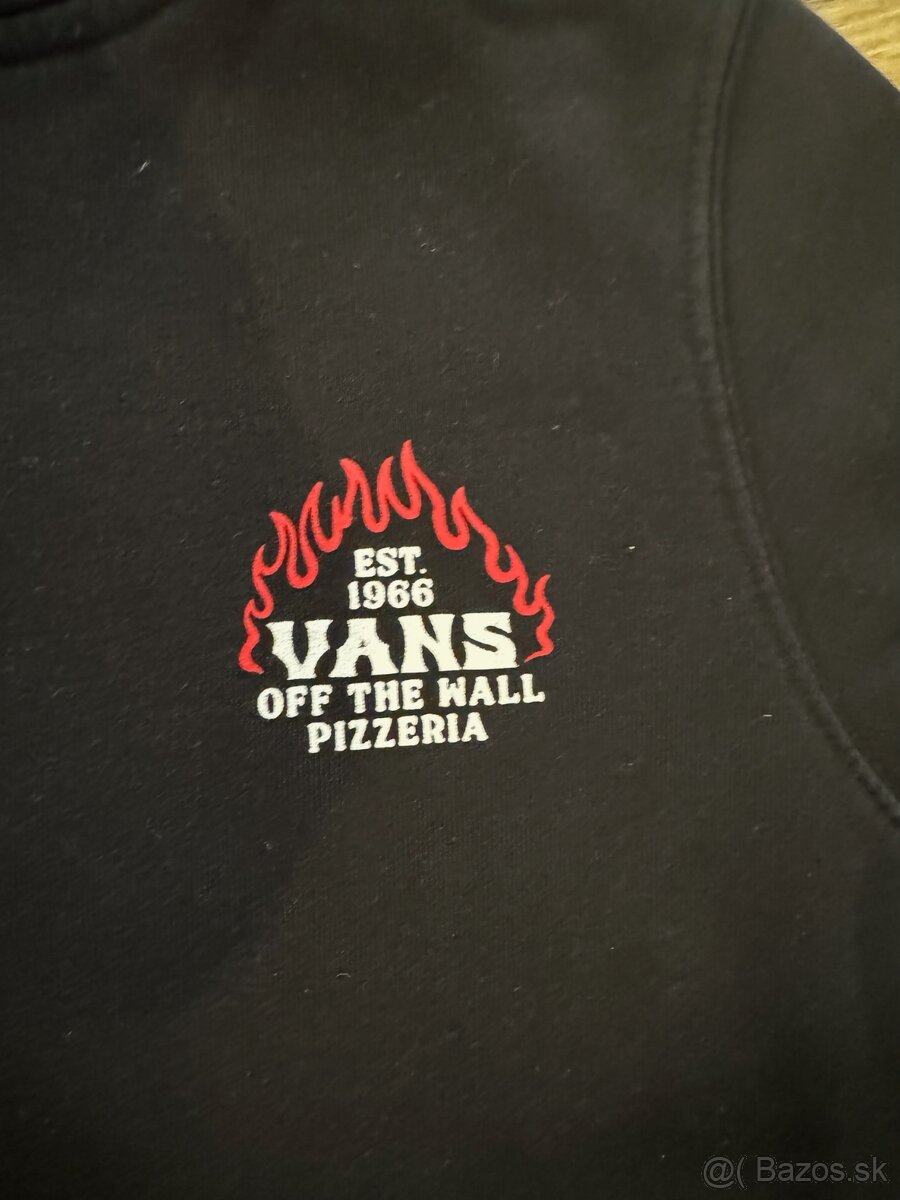 EST.
1966
VANS
OFF THE WALL
PIZZERIA
@( Bazos.sk